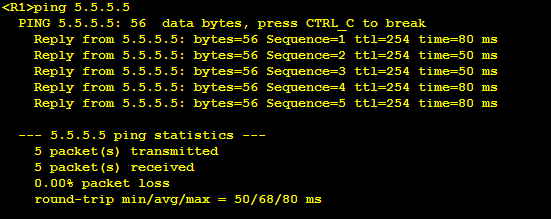 <R1>ping 5.5.5.5
PING 5.5.5.5: 56  data bytes, press CTRL_C to break
Reply from 5.5.5.5: bytes=56 Sequence=1 ttl=254 time=80 ms
Reply from 5.5.5.5: bytes=56 Sequence=2 ttl=254 time=50 ms
Reply from 5.5.5.5: bytes=56 Sequence=3 ttl=254 time=50 ms
Reply from 5.5.5.5: bytes=56 Sequence=4 ttl=254 time=80 ms
Reply from 5.5.5.5: bytes=56 Sequence=5 ttl=254 time=80 ms
--- 5.5.5.5 ping statistics ---
5 packet(s) transmitted
5 packet(s) received
0.00% packet loss
round-trip min/avg/max = 50/68/80 ms